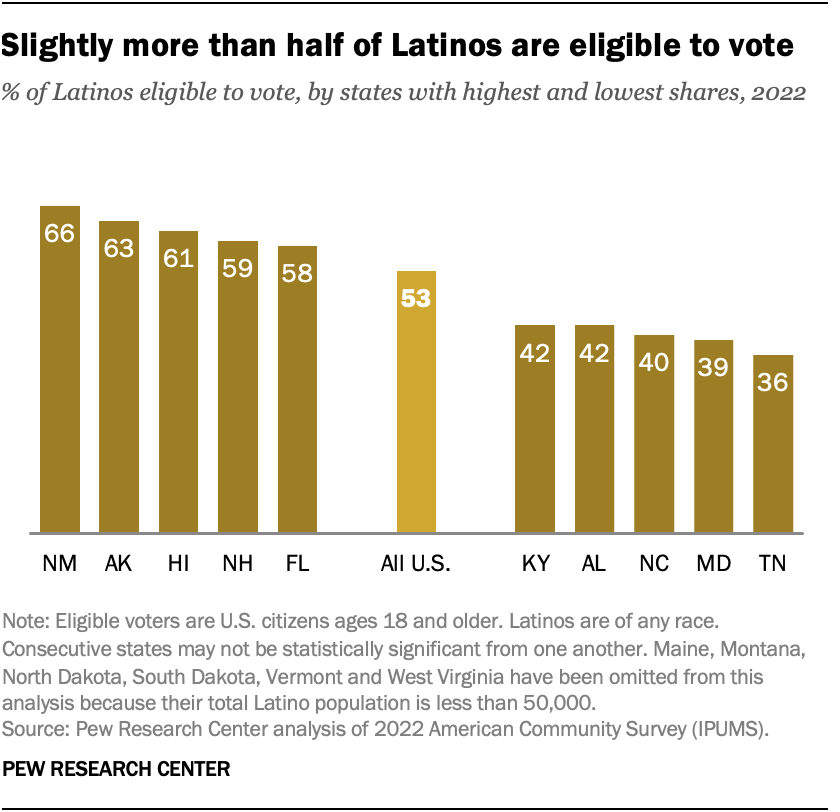 Slightly more than half of Latinos are eligible to vote
% of Latinos eligible to vote, by states with highest and lowest shares, 2022
66 63 61 59 58 53 42 42 40 39 36
NM AK HI NH FL All U.S. KY AL NC MD TN
Note: Eligible voters are U.S. citizens ages 18 and older. Latinos are of any race.
Consecutive states may not be statistically significant from one another. Maine, Montana,
North Dakota, South Dakota, Vermont and West Virginia have been omitted from this
analysis because their total Latino population is less than 50,000.
Source: Pew Research Center analysis of 2022 American Community Survey (IPUMS).
PEW RESEARCH CENTER